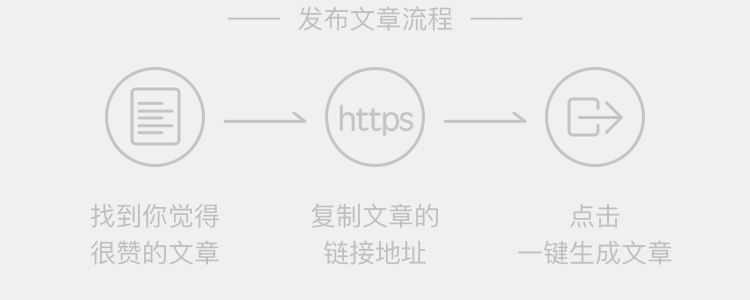 发布文章流程
https
找到你觉得
很赞的文章
复制文章的
链接地址
点击
一键生成文章